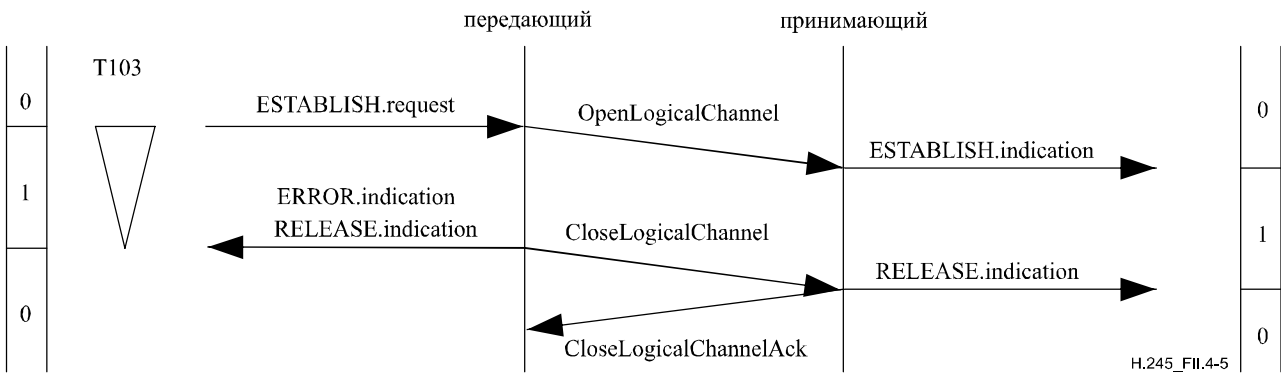 передающий
принимающий
T103
0
ESTABLISH.request
OpenLogicalChannel
0
ESTABLISH.indication
1
ERROR.indication
RELEASE.indication
CloseLogicalChannel
1
RELEASE.indication
0
CloseLogicalChannelAck
0
H.245_FII.4-5